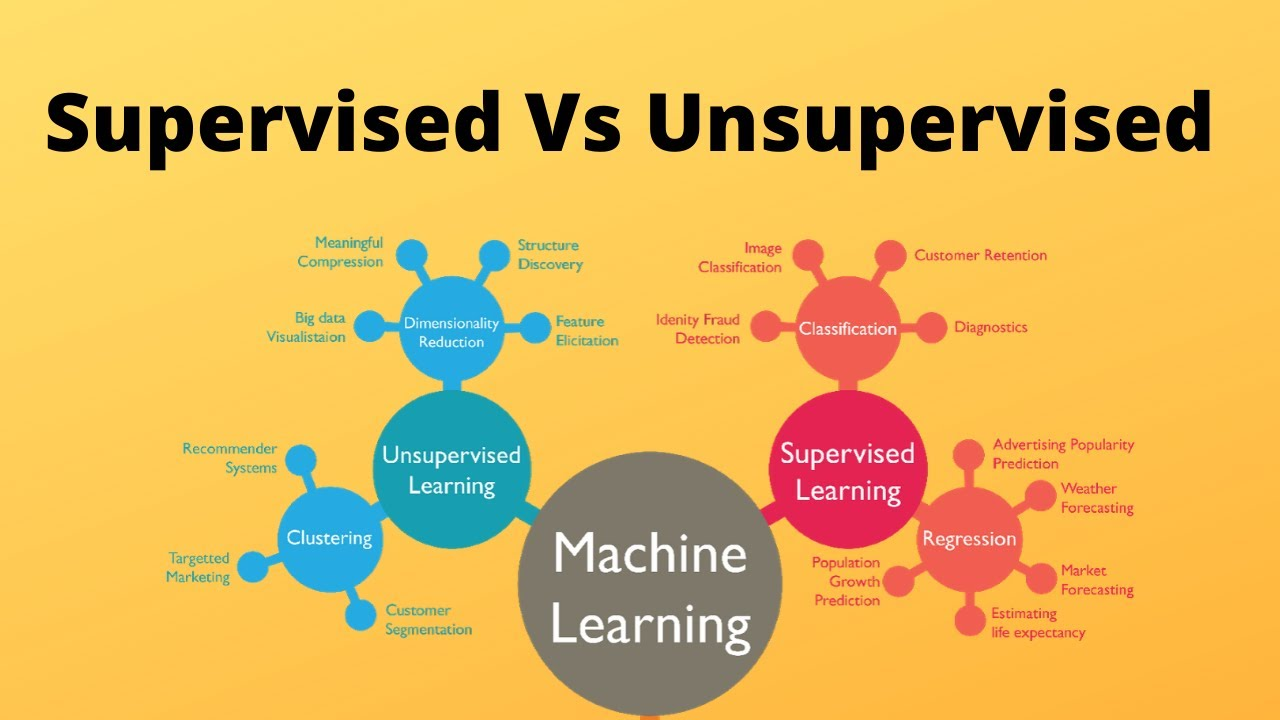 Supervised Vs Unsupervised
Meaningful
Compression
Structure
Discovery
Big data
Visualistaion
Dimensionality
Reduction
Feature
Elicitation
Unsupervised
Learning
Recommender
Systems
Clustering
Targetted
Marketing
Customer
Segmentation
Machine
Learning
Image
Classification
Customer Retention
Idenity Fraud
Detection
Classification
Diagnostics
Supervised
Learning
Advertising Popularity
Prediction
Weather
Forecasting
Regression
Population
Growth
Prediction
Market
Forecasting
Estimating
life expectancy